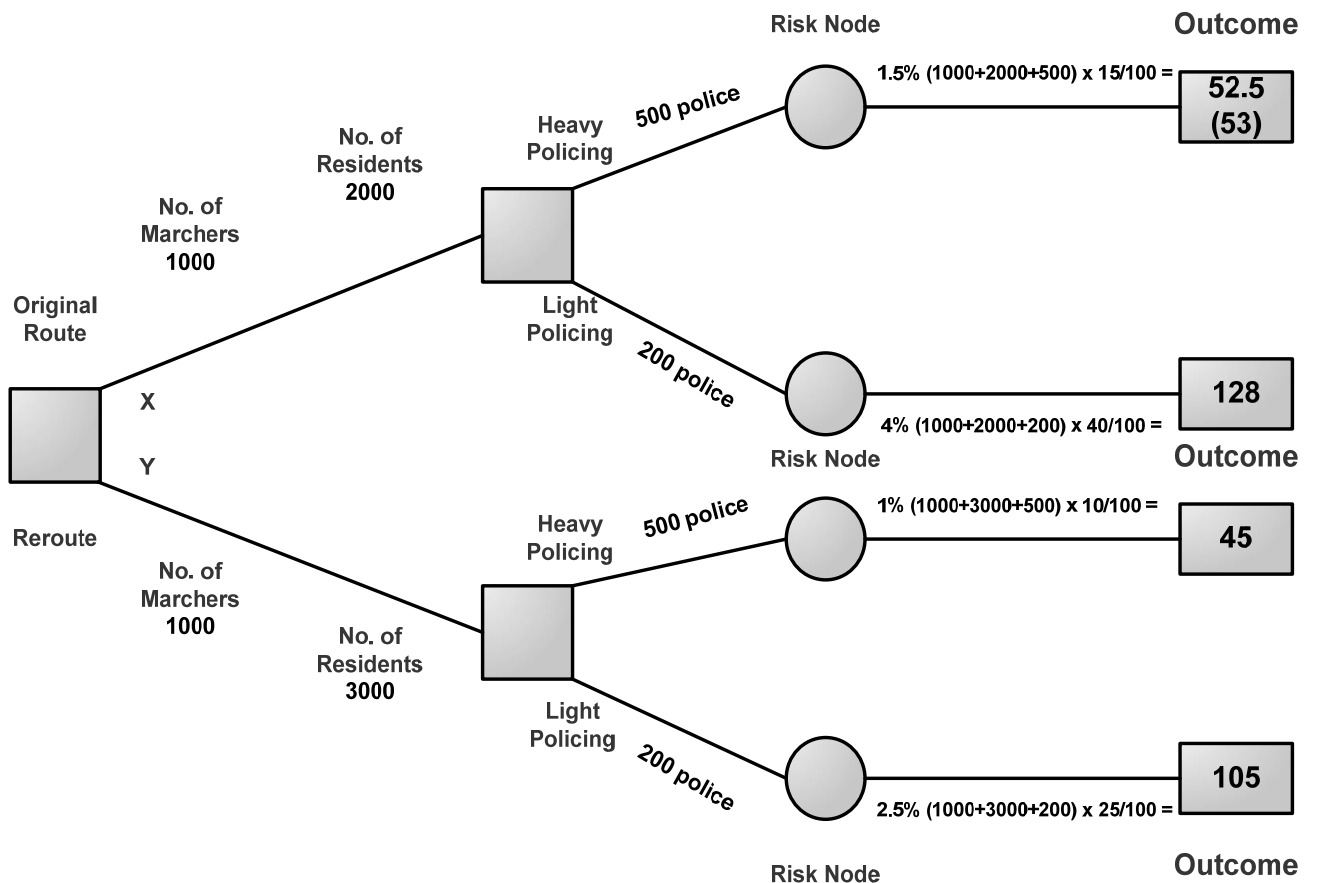 Risk Node
Outcome
1.5% (1000+2000+500) x 15/100 =
52.5
(53)
500 police
Heavy
Policing
No. of
Residents
2000
No. of
Marchers
1000
Original
Route
Light
Policing
200 police
128
4% (1000+2000+200) x 40/100 =
Risk Node
Outcome
X
Y
Reroute
No. of
Marchers
1000
No. of
Residents
3000
Heavy
Policing
500 police
1% (1000+3000+500) x 10/100 =
45
Light
Policing
200 police
105
2.5% (1000+3000+200) x 25/100 =
Risk Node
Outcome